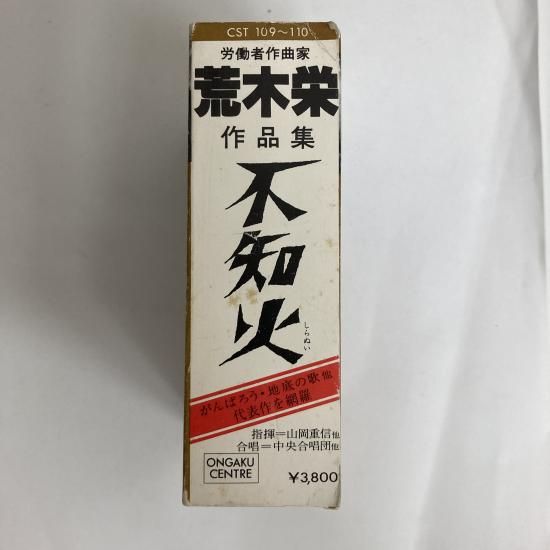 CST 109〜110
労働者作曲家
荒木栄
作品集
不知火
しらぬい
がんばろう・地底の歌他
代表作を網羅
指揮＝山岡重信他
合唱＝中央合唱団他
ONGAKU
CENTRE
¥3,800